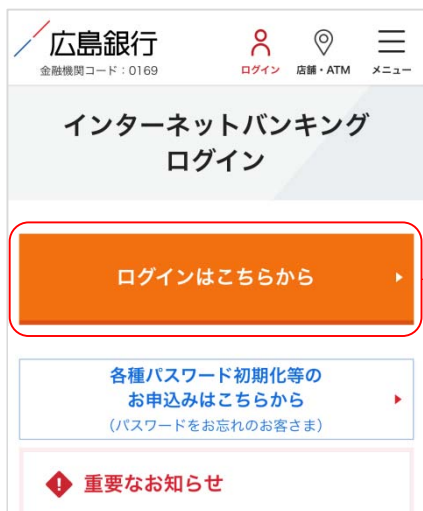 広島銀行
金融機関コード：0169
ログイン
店舗・ATM
メニュー
インターネットバンキング
ログイン
ログインはこちらから
各種パスワード初期化等の
お申込みはこちらから
（パスワードをお忘れのお客さま）
重要なお知らせ